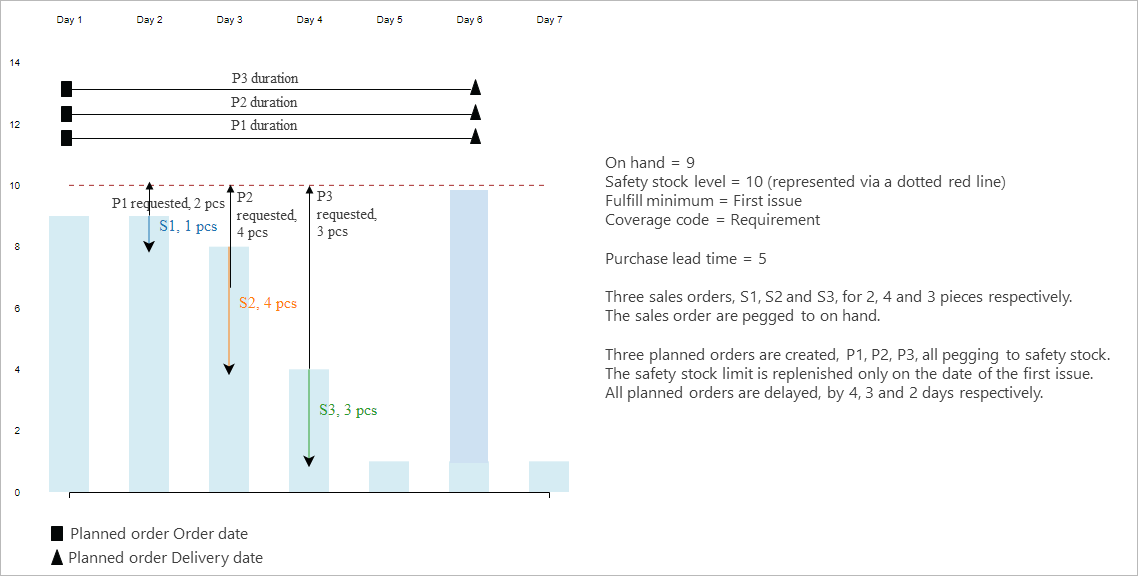 Day 1 Day 2 Day 3 Day 4 Day 5 Day 6 Day 7
14
P3 duration
P2 duration
12
P1 duration
10
P1 requested, 2 pcs
P2
requested,
4 pcs
P3
requested,
3 pcs
S1, 1 pcs
8
S2, 4 pcs
6
4
S3, 3 pcs
2
0
Planned order Order date
Planned order Delivery date
On hand = 9
Safety stock level = 10 (represented via a dotted red line)
Fulfill minimum = First issue
Coverage code = Requirement
Purchase lead time = 5
Three sales orders, S1, S2 and S3, for 2, 4 and 3 pieces respectively.
The sales order are pegged to on hand.
Three planned orders are created, P1, P2, P3, all pegging to safety stock.
The safety stock limit is replenished only on the date of the first issue.
All planned orders are delayed, by 4, 3 and 2 days respectively.